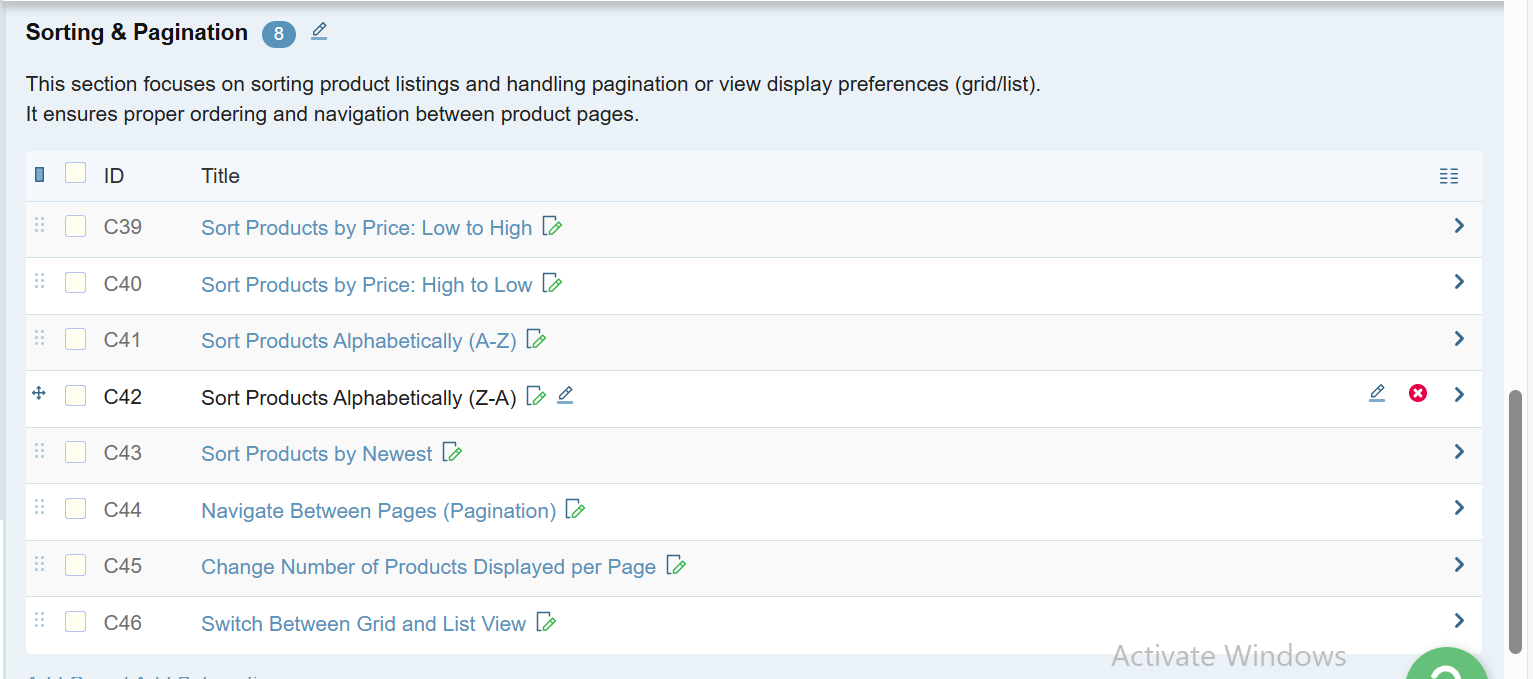 Sorting & Pagination 8
This section focuses on sorting product listings and handling pagination or view display preferences (grid/list).
It ensures proper ordering and navigation between product pages.
ID Title
C39 Sort Products by Price: Low to High
C40 Sort Products by Price: High to Low
C41 Sort Products Alphabetically (A-Z)
C42 Sort Products Alphabetically (Z-A)
C43 Sort Products by Newest
C44 Navigate Between Pages (Pagination)
C45 Change Number of Products Displayed per Page
C46 Switch Between Grid and List View
Activate Windows